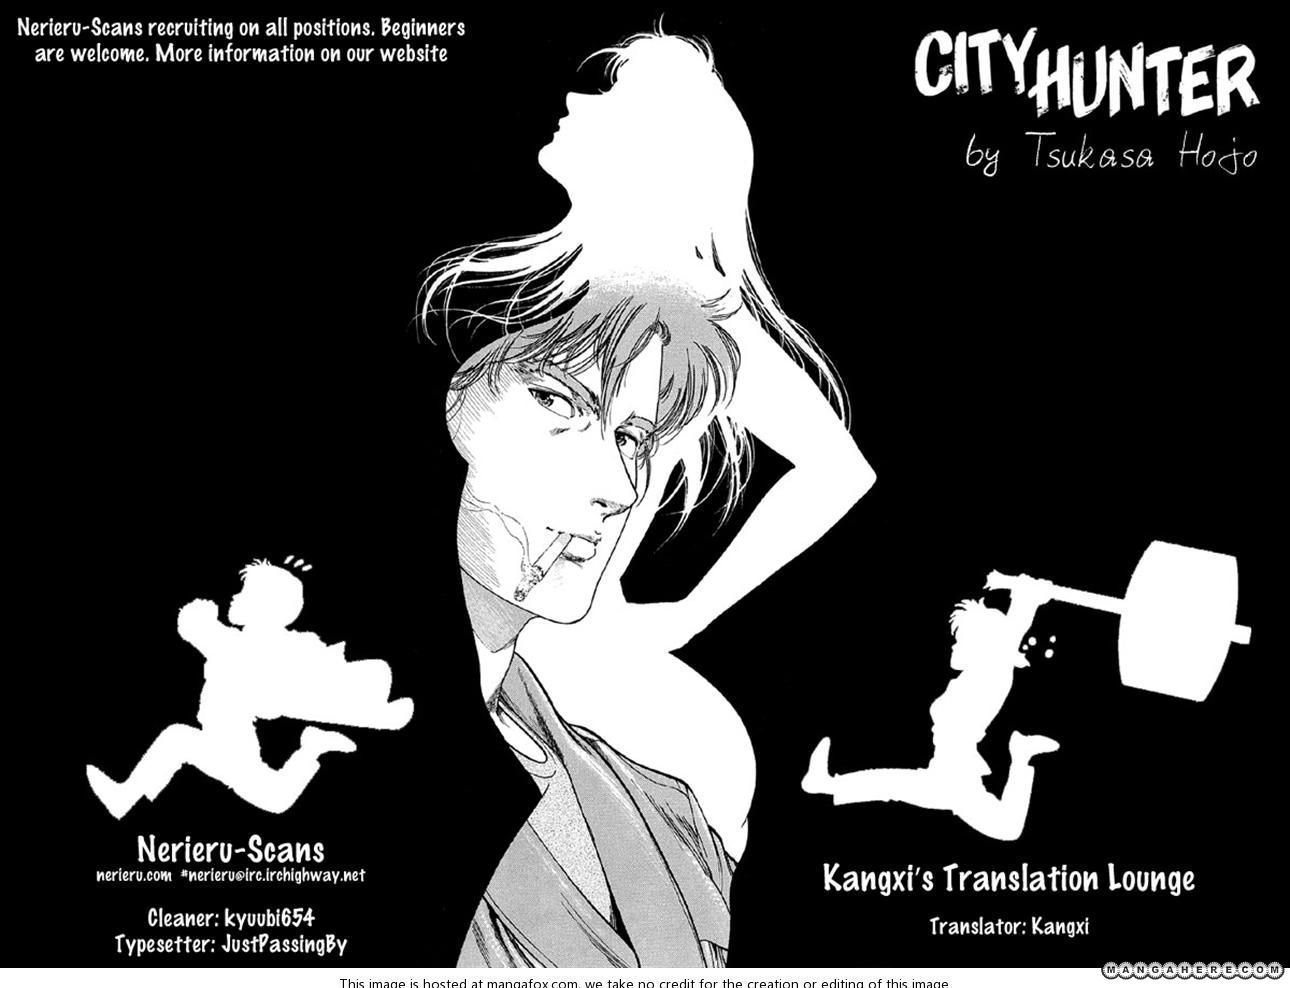 Nerieru-Scans recruiting on all positions. Beginners
are welcome. More information on our website
CITY HUNTER
by Tsukasa Hojo
Nerieru-Scans
nerieru.com #nerieru@irc.irchighway.net
Cleaner: kyuubi654
Typesetter: JustPassingBy
Kangxi's Translation Lounge
Translator: Kangxi
MANGAHERE.COM
This image is hosted at mangafox.com, we take no credit for the creation or editing of this image.